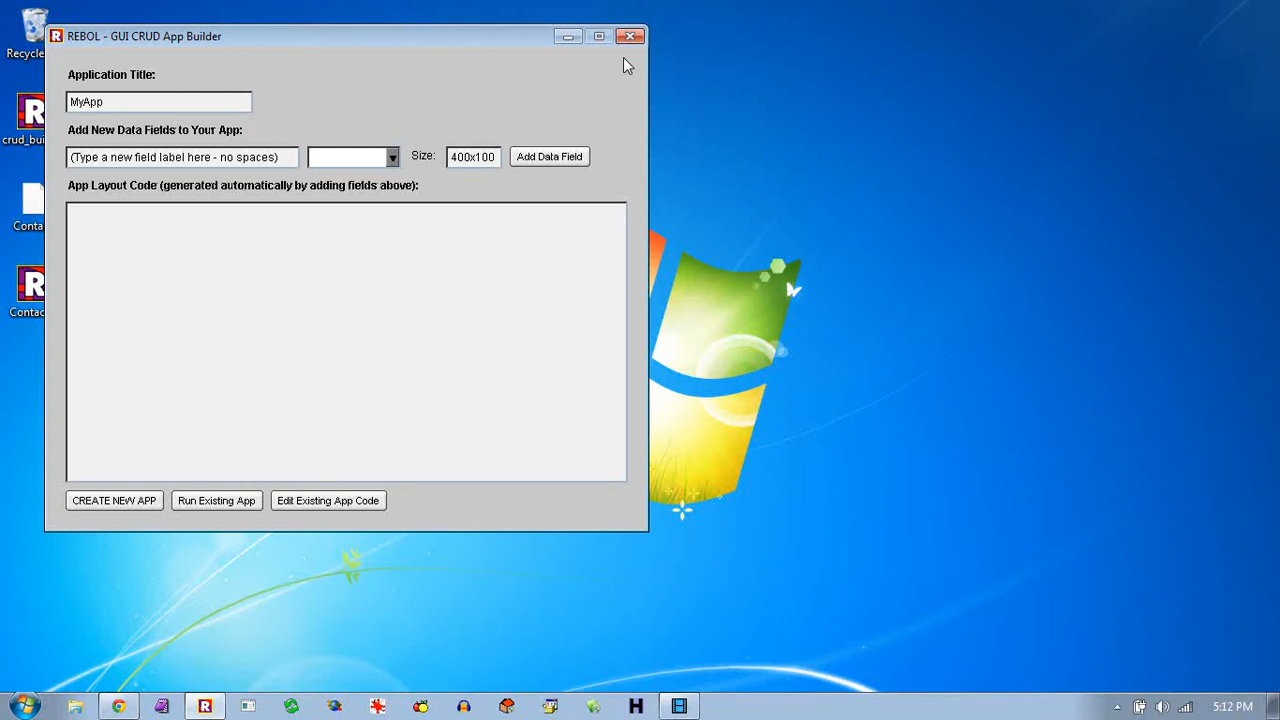 Recycle
REBOL - GUI CRUD App Builder
Application Title:
MyApp
Add New Data Fields to Your App:
(Type a new field label here - no spaces)
Size:
400x100
Add Data Field
App Layout Code (generated automatically by adding fields above):
crud_bui
Conta
Contac
CREATE NEW APP
Run Existing App
Edit Existing App Code
5:12 PM